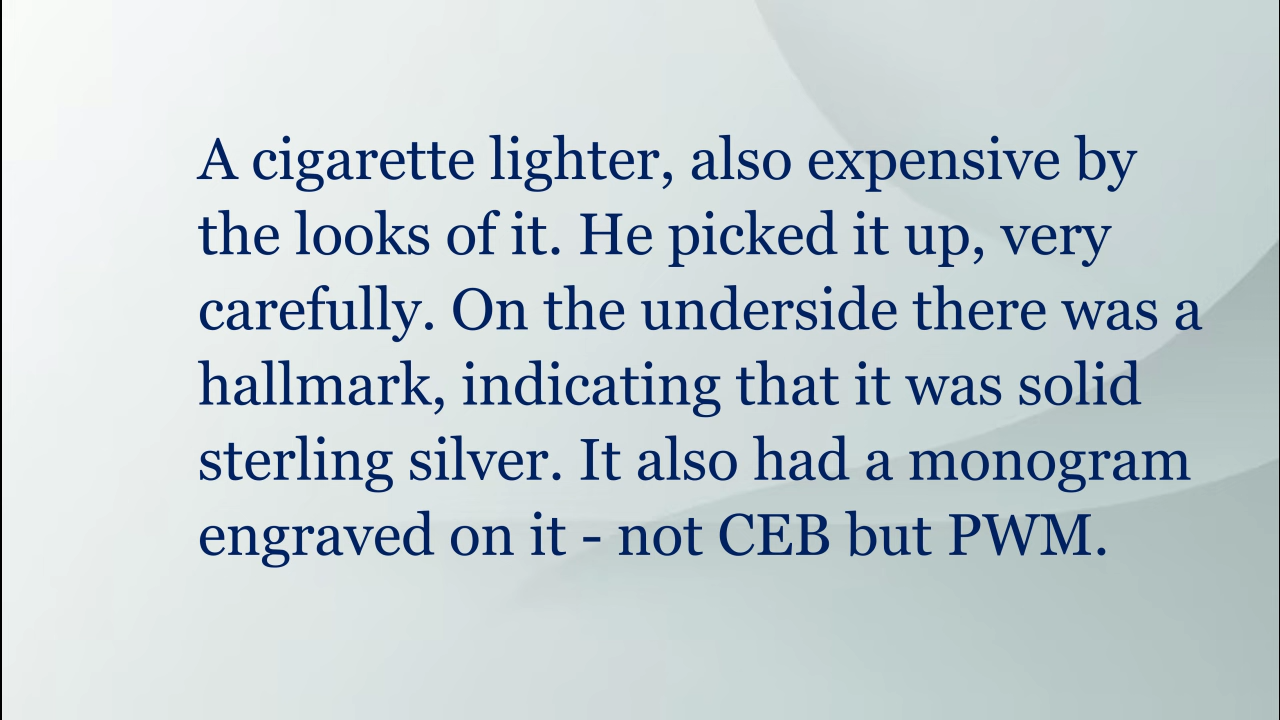 A cigarette lighter, also expensive by
the looks of it. He picked it up, very
carefully. On the underside there was a
hallmark, indicating that it was solid
sterling silver. It also had a monogram
engraved on it - not CEB but PWM.